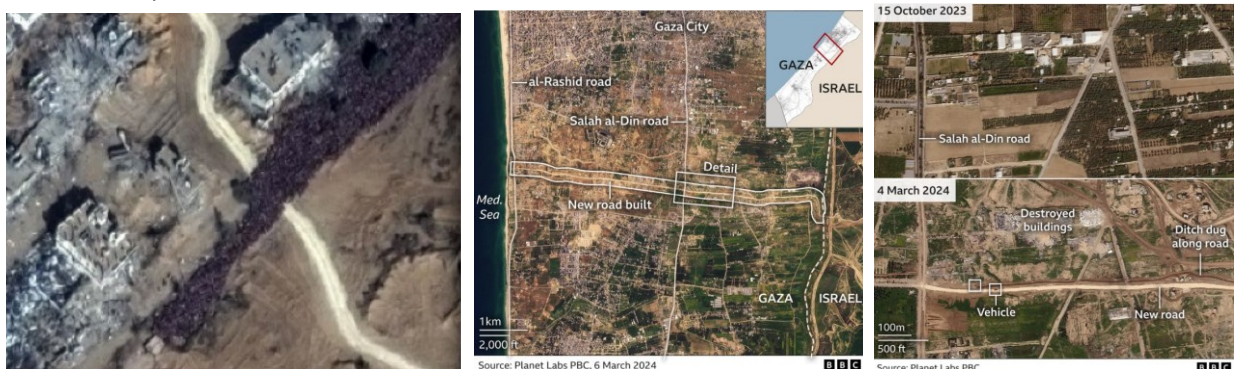 Gaza City
GAZA
ISRAEL
al-Rashid road
Salah al-Din road
Detail
Med.
Sea
New road built
GAZA
ISRAEL
1km
2,000 ft
Source: Planet Labs PBC, 6 March 2024
BBC
15 October 2023
Salah al-Din road
4 March 2024
Destroyed
buildings
Ditch dug
along road
Vehicle
New road
100m
500 ft
Source: Planet Labs PBC
BBC